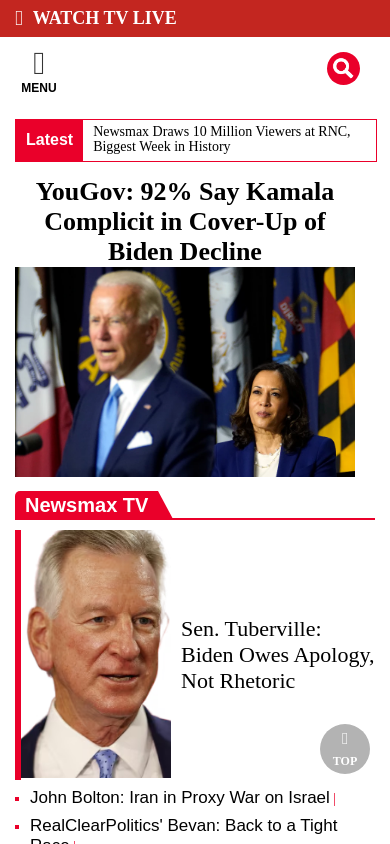 WATCH TV LIVE
MENU
Latest
Newsmax Draws 10 Million Viewers at RNC,
Biggest Week in History
YouGov: 92% Say Kamala
Complicit in Cover-Up of
Biden Decline
Newsmax TV
Sen. Tuberville:
Biden Owes Apology,
Not Rhetoric
TOP
John Bolton: Iran in Proxy War on Israel |
RealClearPolitics' Bevan: Back to a Tight
Race |